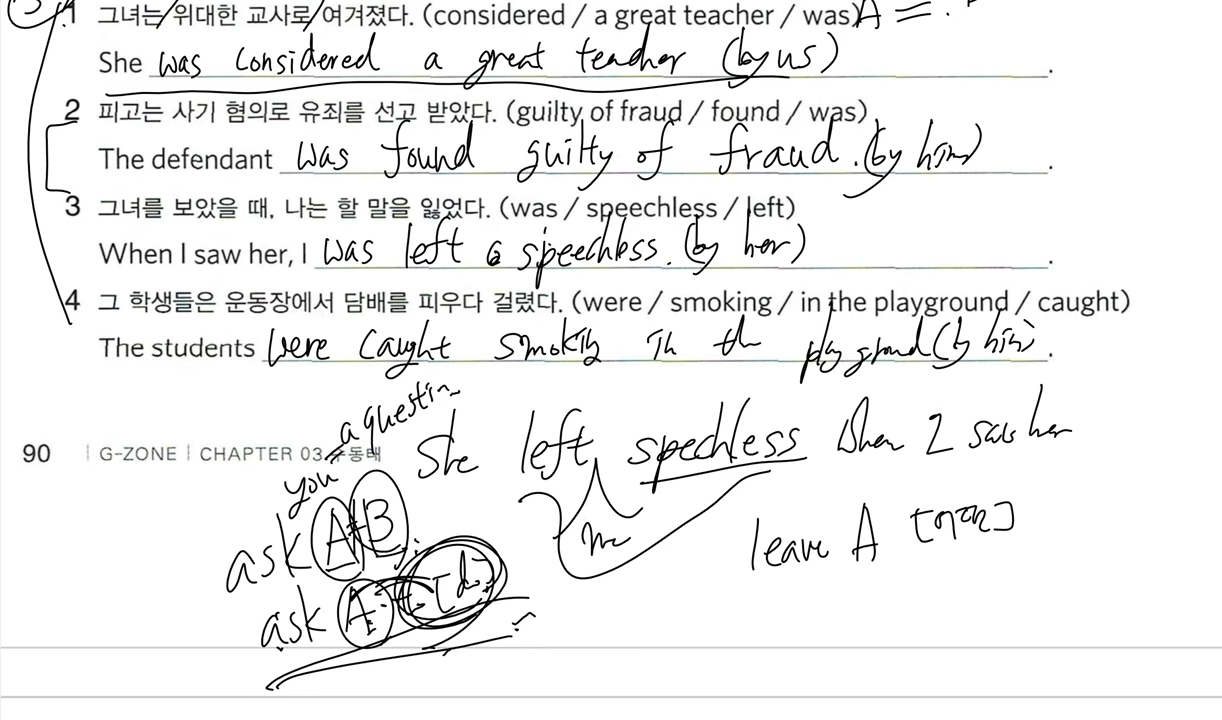 1 그녀는/위대한 교사로/여겨졌다. (considered / a great teacher / was) A = .
She was considered a great teacher (by us).
2 피고는 사기 혐의로 유죄를 선고 받았다. (guilty of fraud / found / was)
The defendant was found guilty of fraud. (by him).
3 그녀를 보았을 때, 나는 할 말을 잃었다. (was / speechless / left)
When I saw her, I was left speechless. (by her).
4 그 학생들은 운동장에서 담배를 피우다 걸렸다. (were / smoking / in the playground / caught)
The students were caught smoking in the playground (by him).
90 | G-ZONE | CHAPTER 03 수동태
you a question
She left spechless when I saw her
me
ask A B
leave A
ask A